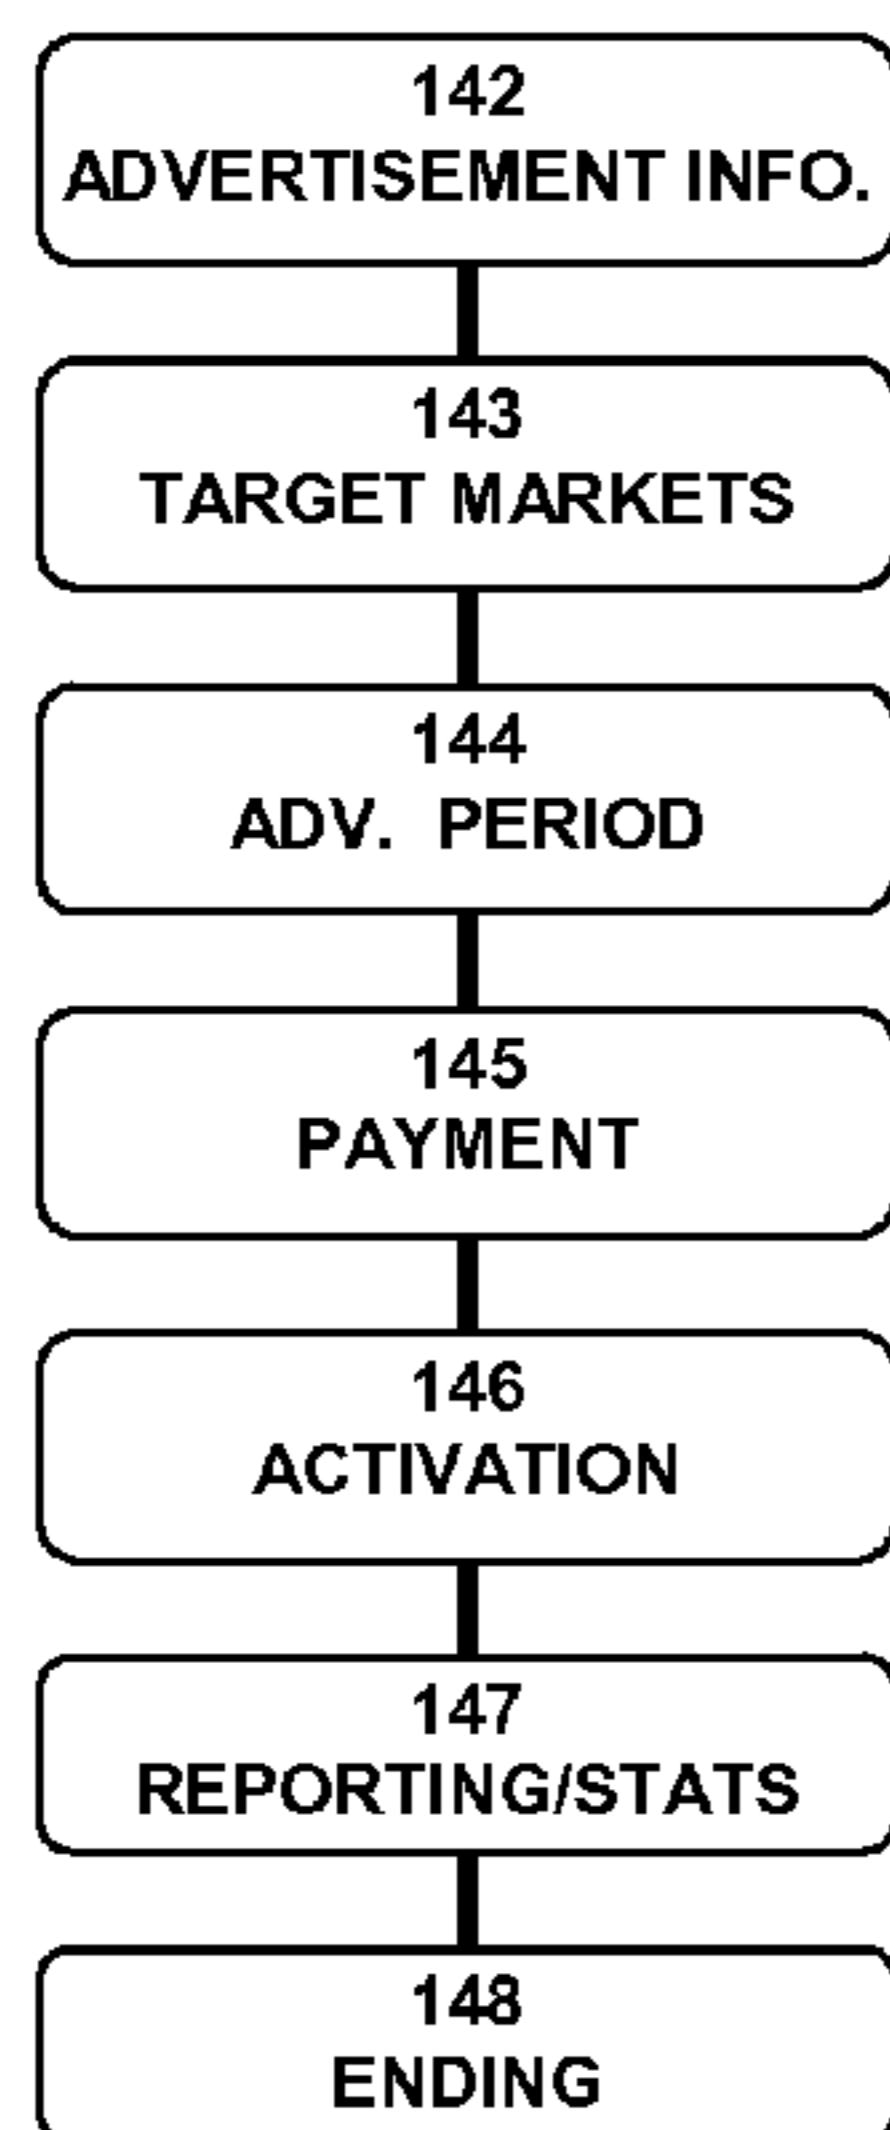 142
ADVERTISEMENT INFO.
143
TARGET MARKETS
144
ADV. PERIOD
145
PAYMENT
146
ACTIVATION
147
REPORTING/STATS
148
ENDING